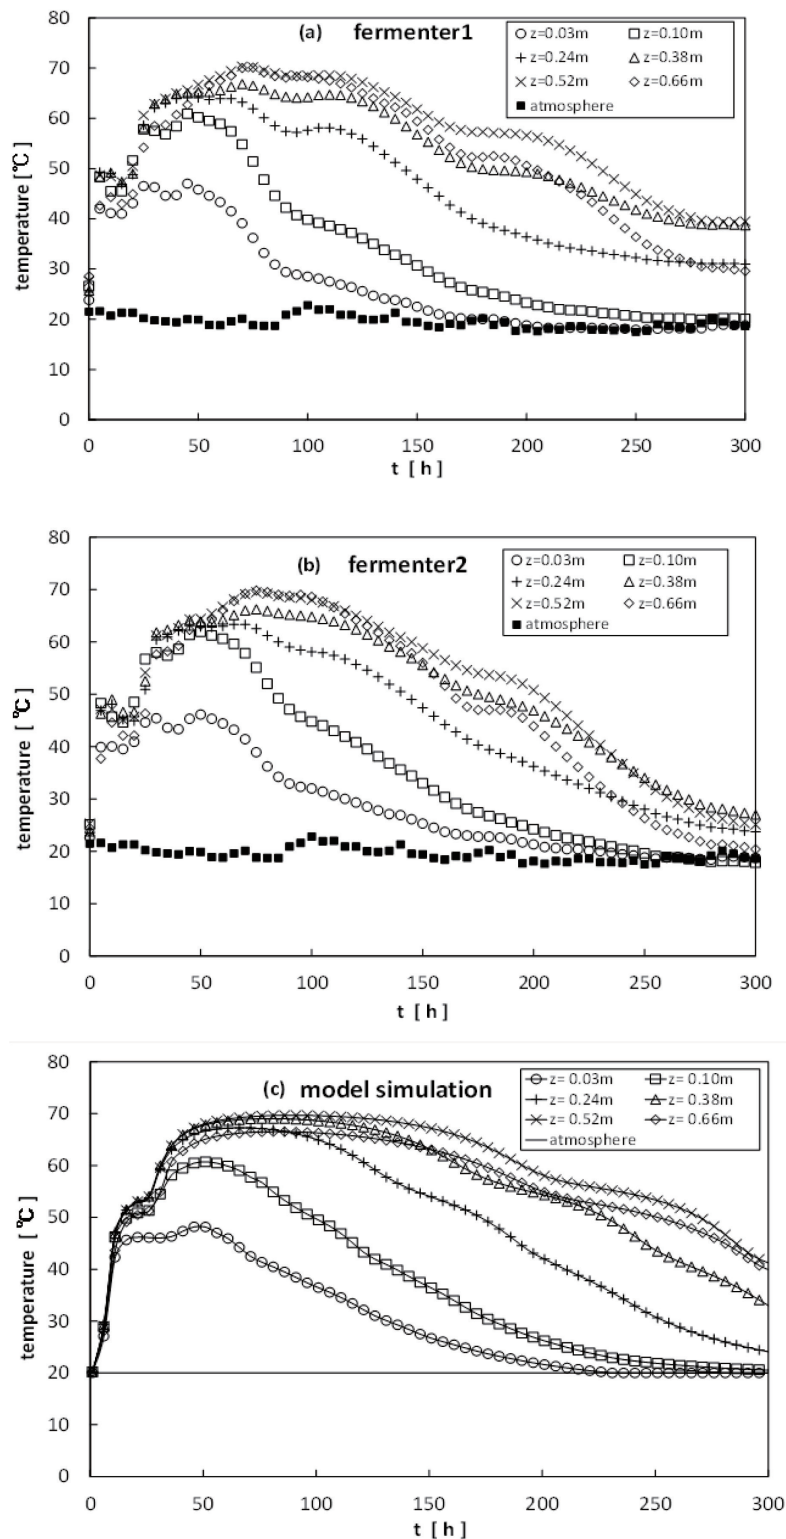 (a) fermenter1
z=0.03m z=0.10m
z=0.24m z=0.38m
z=0.52m z=0.66m
atmosphere
temperature [℃]
80
70
60
50
40
30
20
10
0
0 50 100 150 200 250 300
t [ h ]
(b) fermenter2
z=0.03m z=0.10m
z=0.24m z=0.38m
z=0.52m z=0.66m
atmosphere
temperature [ ℃]
80
70
60
50
40
30
20
10
0
0 50 100 150 200 250 300
t [ h ]
(c) model simulation
z= 0.03m z= 0.10m
z= 0.24m z= 0.38m
z= 0.52m z= 0.66m
atmosphere
temperature [ ℃]
80
70
60
50
40
30
20
10
0
0 50 100 150 200 250 300
t [ h ]